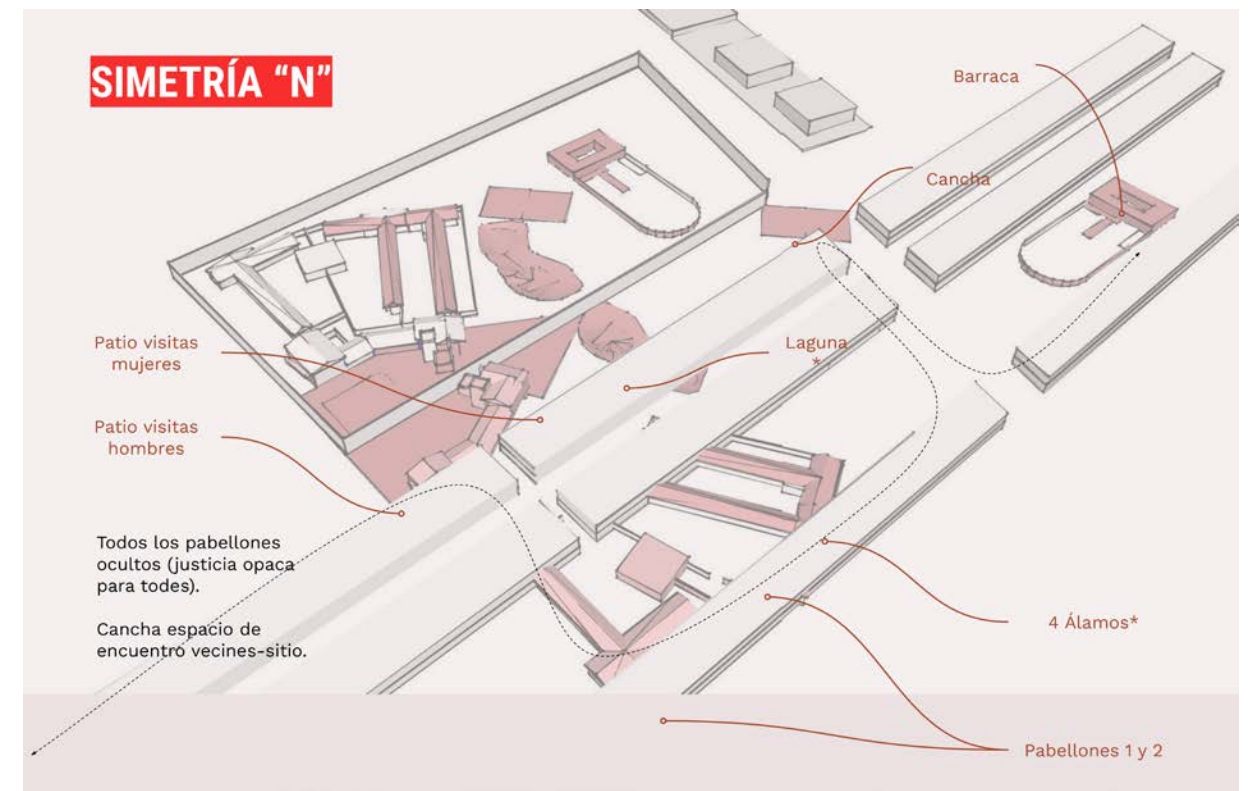 SIMETRÍA “N”
Barraca
Cancha
Patio visitas
mujeres
Laguna
*
Patio visitas
hombres
Todos los pabellones
ocultos (justicia opaca
para todes).
Cancha espacio de
encuentro vecines-sitio.
4 Álamos*
Pabellones 1 y 2